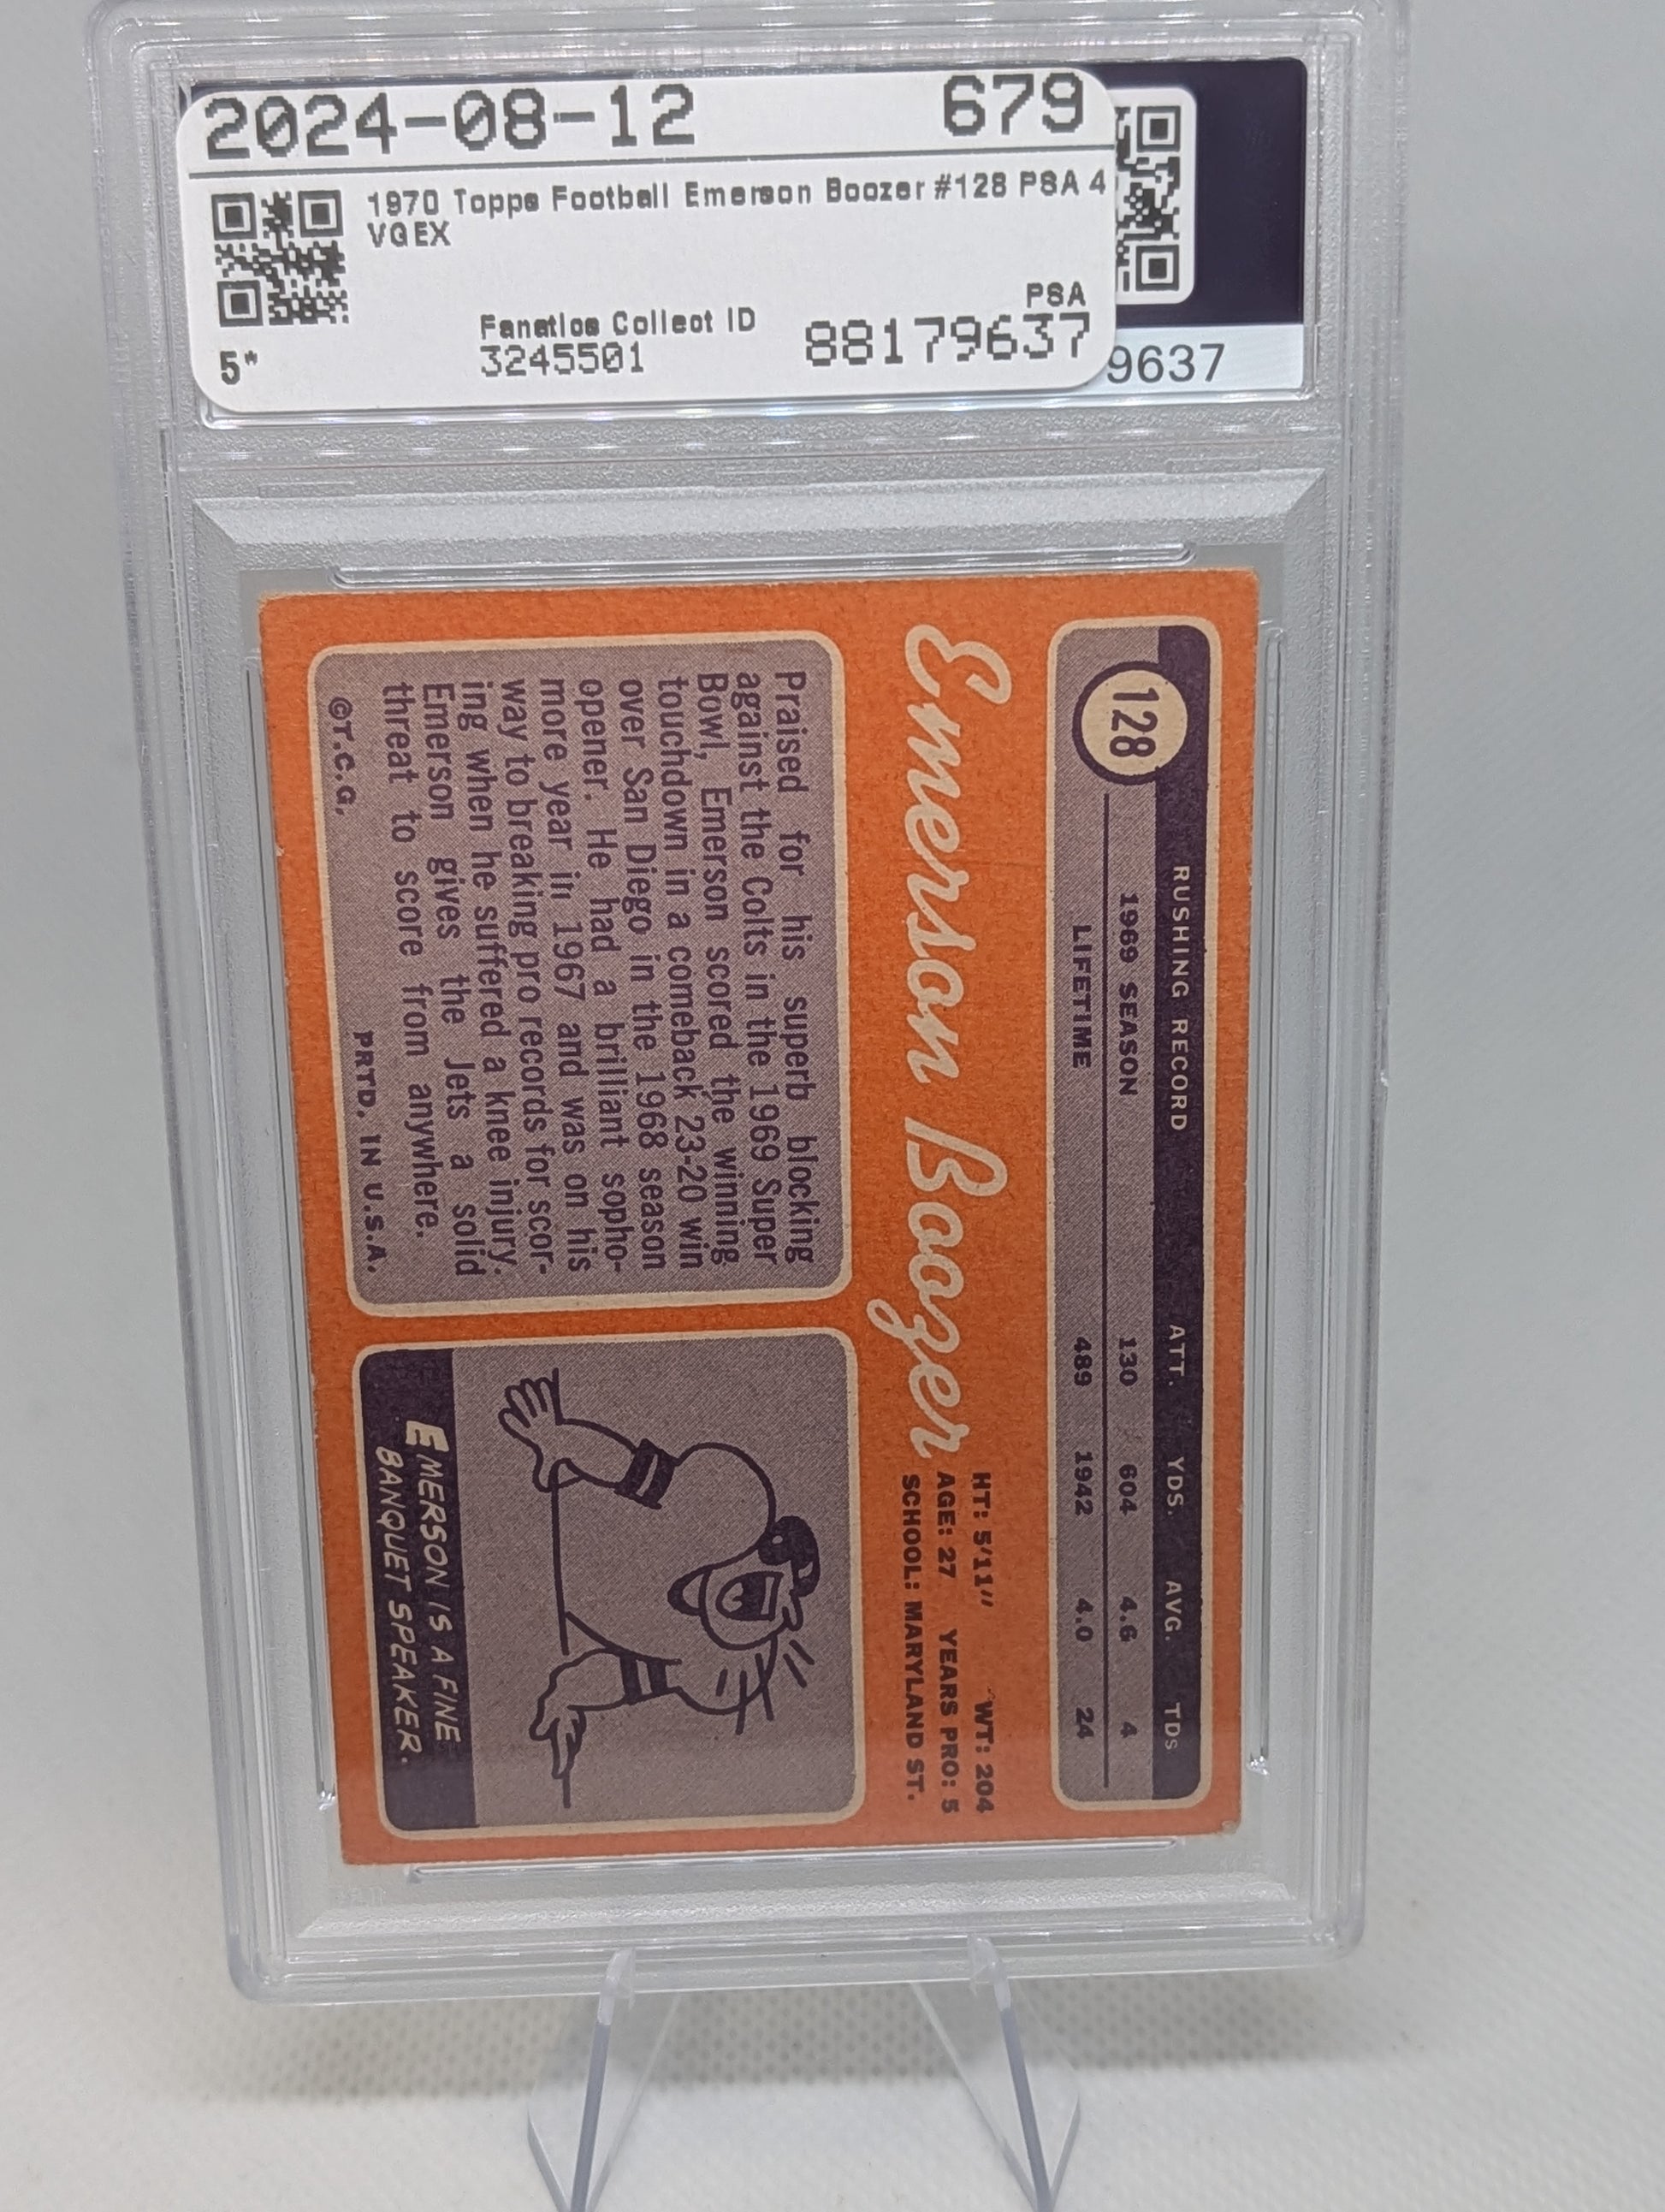 2024-08-12 679
1970 Topps Football Emerson Boozer #128 PSA 4
VG EX
PSA
Fanatics Collect ID
5* 3245501 88179637
9637
128
RUSHING RECORD ATT. YDS. AVG. TDS
1969 SEASON 130 604 4.6 4
LIFETIME 489 1942 4.0 24
Emerson Boozer
HT: 5'11" WT: 204
AGE: 27 YEARS PRO: 5
SCHOOL: MARYLAND ST.
Praised for his superb blocking
against the Colts in the 1969 Super
Bowl, Emerson scored the winning
touchdown in a comeback 23-20 win
over San Diego in the 1968 season
opener. He had a brilliant sopho-
more year in 1967 and was on his
way to breaking pro records for scor-
ing when he suffered a knee injury.
Emerson gives the Jets a solid
threat to score from anywhere.
©T.C.G. PRTD. IN U.S.A.
EMERSON IS A FINE
BANQUET SPEAKER.